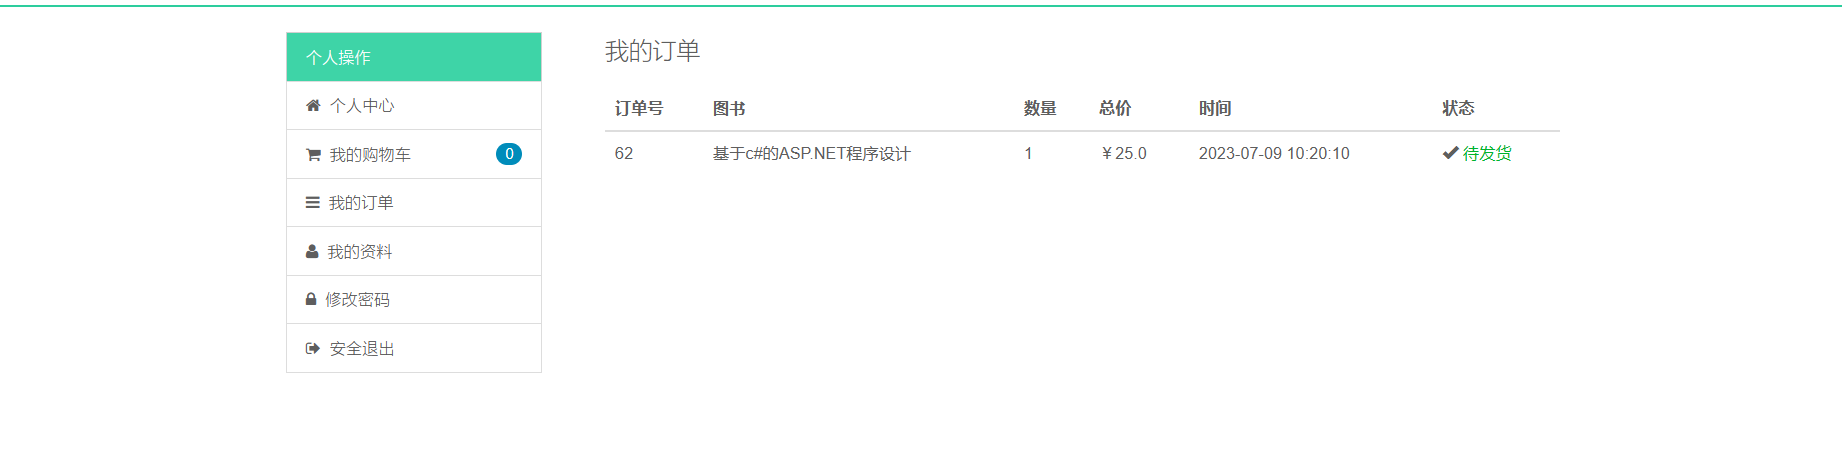 个人操作
个人中心
我的购物车 0
我的订单
我的资料
修改密码
安全退出
我的订单
订单号 图书 数量 总价 时间 状态
62 基于c#的ASP.NET程序设计 1 ￥25.0 2023-07-09 10:20:10 待发货